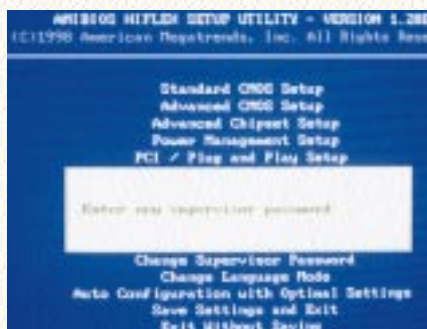 AMIBIOS HIFLEX SETUP UTILITY - VERSION 1.20
(C)1998 American Megatrends, Inc. All Rights Rese
Standard CMOS Setup
Advanced CMOS Setup
Advanced Chipset Setup
Power Management Setup
PCI / Plug and Play Setup
Enter new supervisor password
Change Supervisor Password
Change Language Mode
Auto Configuration with Optimal Settings
Save Settings and Exit
Exit Without Saving